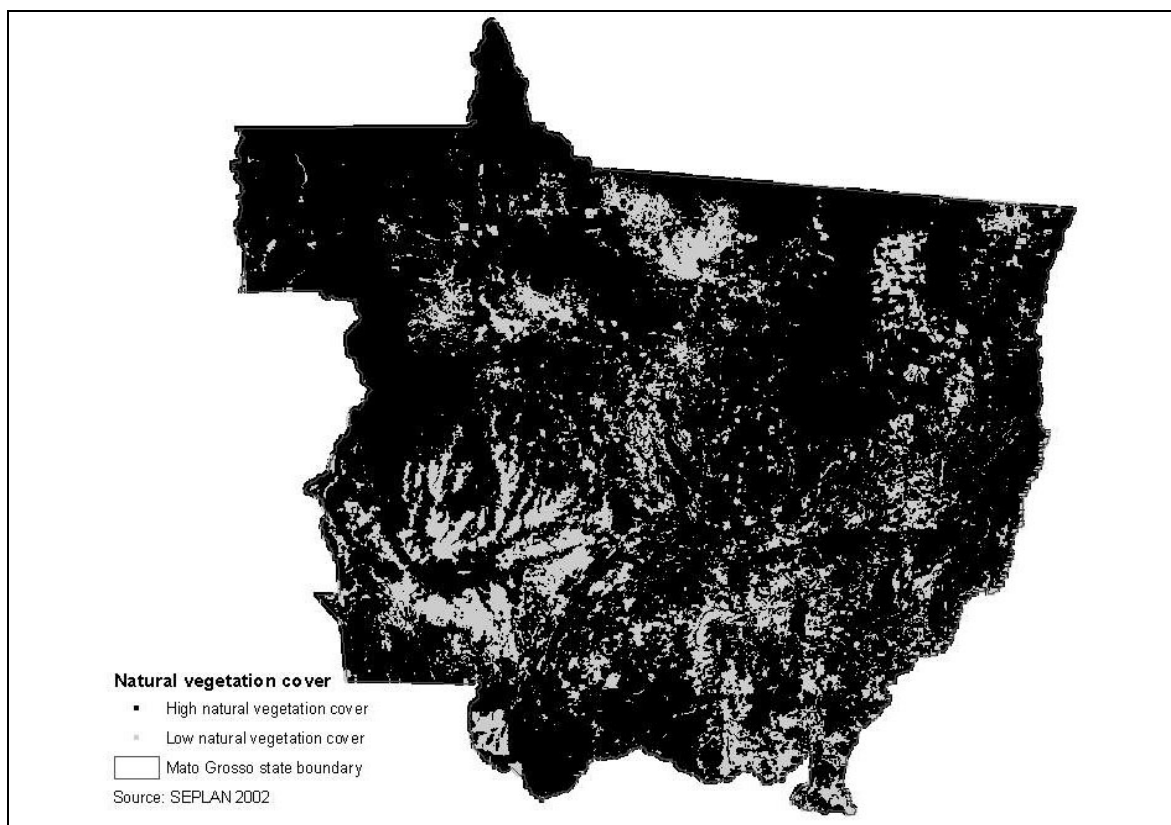 Natural vegetation cover
High natural vegetation cover
Low natural vegetation cover
Mato Grosso state boundary
Source: SEPLAN 2002